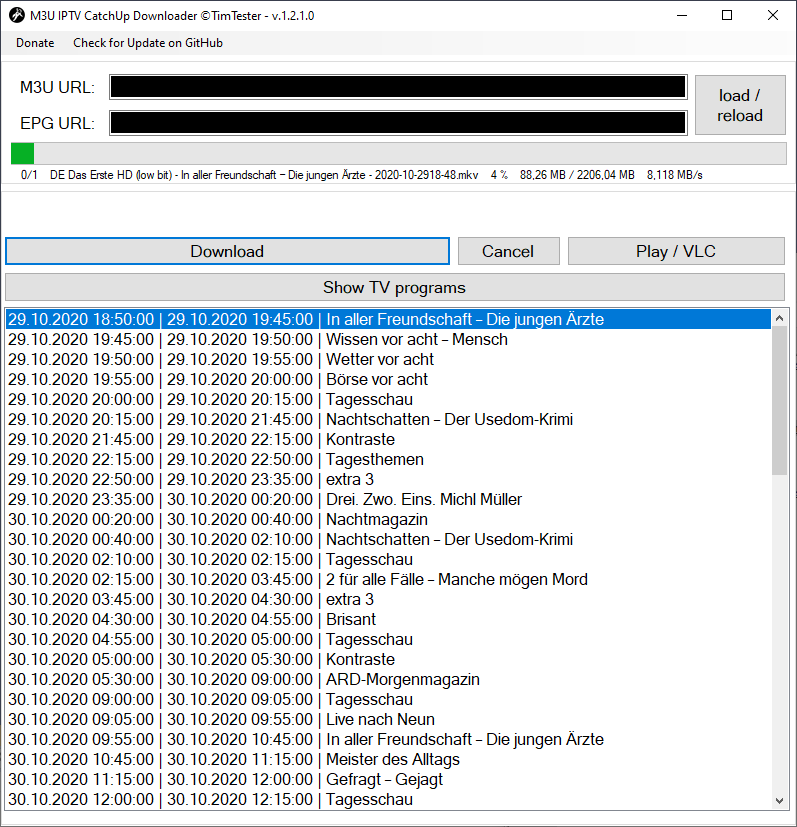 M3U IPTV CatchUp Downloader ©TimTester - v.1.2.1.0
Donate Check for Update on GitHub
M3U URL:
load / reload
EPG URL:
0/1 DE Das Erste HD (low bit) - In aller Freundschaft – Die jungen Ärzte - 2020-10-2918-48.mkv 4 % 88,26 MB / 2206,04 MB 8,118 MB/s
Download Cancel Play / VLC
Show TV programs
29.10.2020 18:50:00 | 29.10.2020 19:45:00 | In aller Freundschaft – Die jungen Ärzte
29.10.2020 19:45:00 | 29.10.2020 19:50:00 | Wissen vor acht – Mensch
29.10.2020 19:50:00 | 29.10.2020 19:55:00 | Wetter vor acht
29.10.2020 19:55:00 | 29.10.2020 20:00:00 | Börse vor acht
29.10.2020 20:00:00 | 29.10.2020 20:15:00 | Tagesschau
29.10.2020 20:15:00 | 29.10.2020 21:45:00 | Nachtschatten – Der Usedom-Krimi
29.10.2020 21:45:00 | 29.10.2020 22:15:00 | Kontraste
29.10.2020 22:15:00 | 29.10.2020 22:50:00 | Tagesthemen
29.10.2020 22:50:00 | 29.10.2020 23:35:00 | extra 3
29.10.2020 23:35:00 | 30.10.2020 00:20:00 | Drei. Zwo. Eins. Michl Müller
30.10.2020 00:20:00 | 30.10.2020 00:40:00 | Nachtmagazin
30.10.2020 00:40:00 | 30.10.2020 02:10:00 | Nachtschatten – Der Usedom-Krimi
30.10.2020 02:10:00 | 30.10.2020 02:15:00 | Tagesschau
30.10.2020 02:15:00 | 30.10.2020 03:45:00 | 2 für alle Fälle – Manche mögen Mord
30.10.2020 03:45:00 | 30.10.2020 04:30:00 | extra 3
30.10.2020 04:30:00 | 30.10.2020 04:55:00 | Brisant
30.10.2020 04:55:00 | 30.10.2020 05:00:00 | Tagesschau
30.10.2020 05:00:00 | 30.10.2020 05:30:00 | Kontraste
30.10.2020 05:30:00 | 30.10.2020 09:00:00 | ARD-Morgenmagazin
30.10.2020 09:00:00 | 30.10.2020 09:05:00 | Tagesschau
30.10.2020 09:05:00 | 30.10.2020 09:55:00 | Live nach Neun
30.10.2020 09:55:00 | 30.10.2020 10:45:00 | In aller Freundschaft – Die jungen Ärzte
30.10.2020 10:45:00 | 30.10.2020 11:15:00 | Meister des Alltags
30.10.2020 11:15:00 | 30.10.2020 12:00:00 | Gefragt – Gejagt
30.10.2020 12:00:00 | 30.10.2020 12:15:00 | Tagesschau